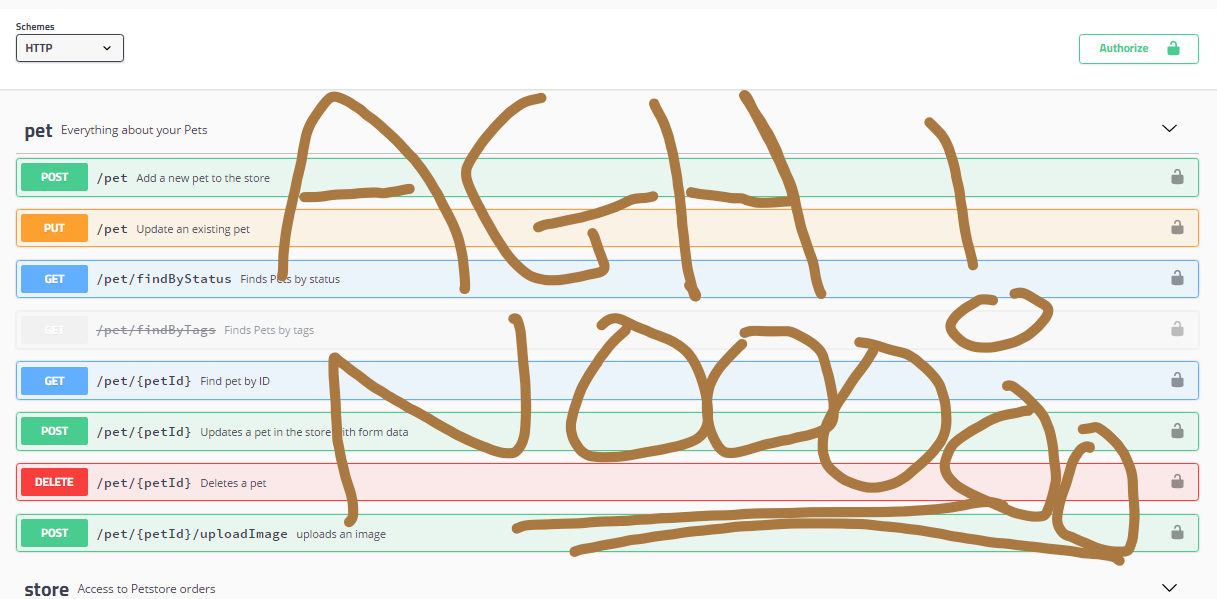 Schemes
HTTP
Authorize
pet Everything about your Pets
AGH!
POST /pet Add a new pet to the store
PUT /pet Update an existing pet
GET /pet/findByStatus Finds Pets by status
GET /pet/findByTags Finds Pets by tags
NOOOOO
GET /pet/{petId} Find pet by ID
POST /pet/{petId} Updates a pet in the store with form data
DELETE /pet/{petId} Deletes a pet
POST /pet/{petId}/uploadImage uploads an image
store Access to Petstore orders